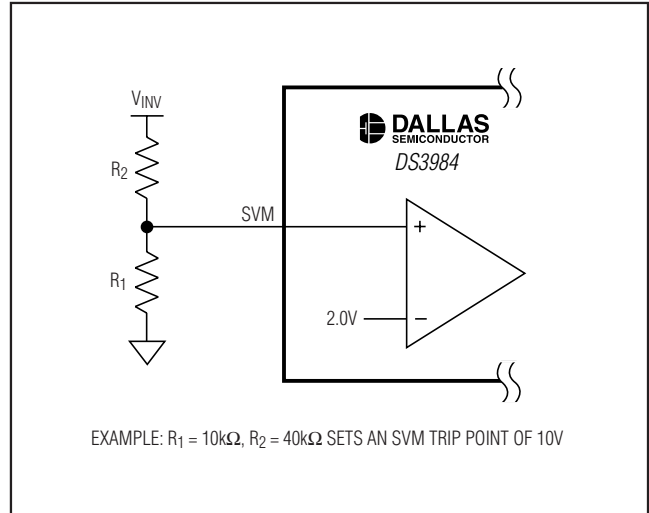 VINV
DALLAS
SEMICONDUCTOR
DS3984
R2
SVM
+
R1
2.0V
−
EXAMPLE: R1 = 10kΩ, R2 = 40kΩ SETS AN SVM TRIP POINT OF 10V